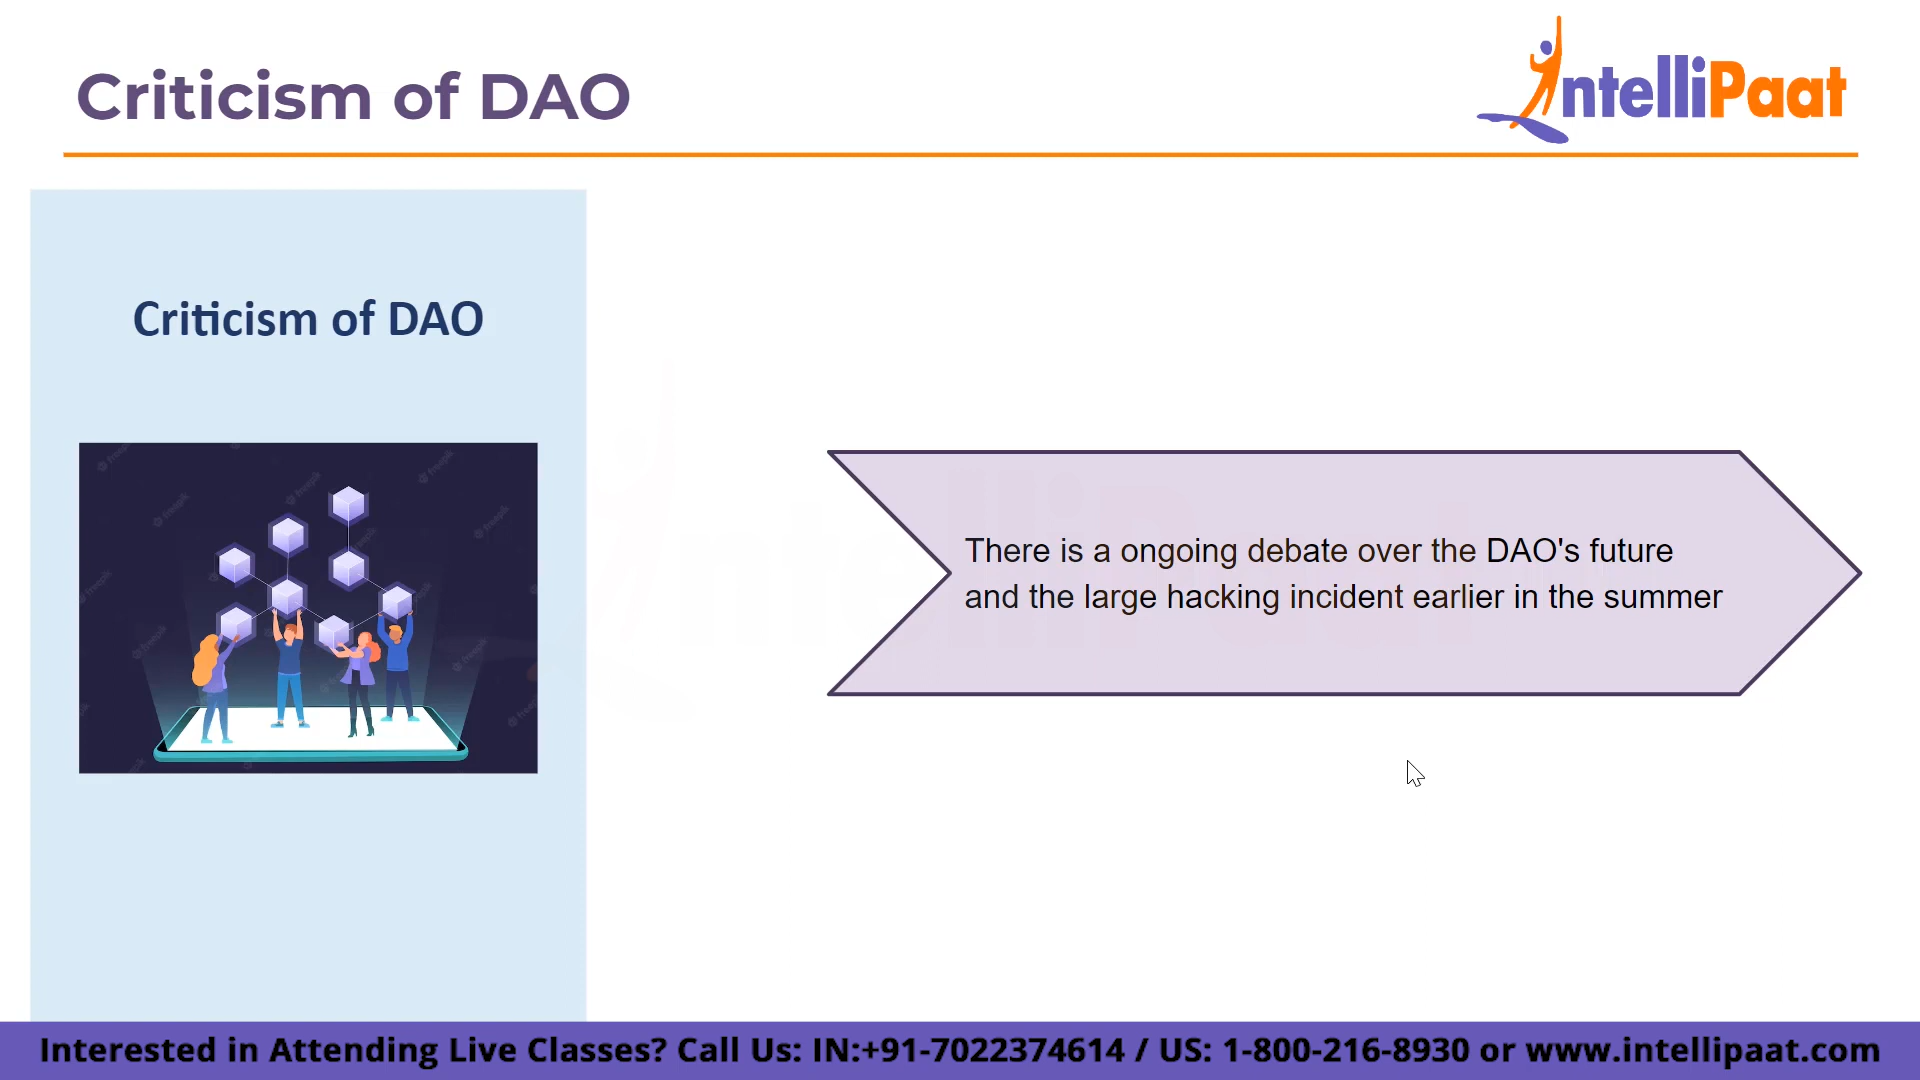 Criticism of DAO
IntelliPaat
Criticism of DAO
There is a ongoing debate over the DAO's future
and the large hacking incident earlier in the summer
Interested in Attending Live Classes? Call Us: IN:+91-7022374614 / US: 1-800-216-8930 or www.intellipaat.com